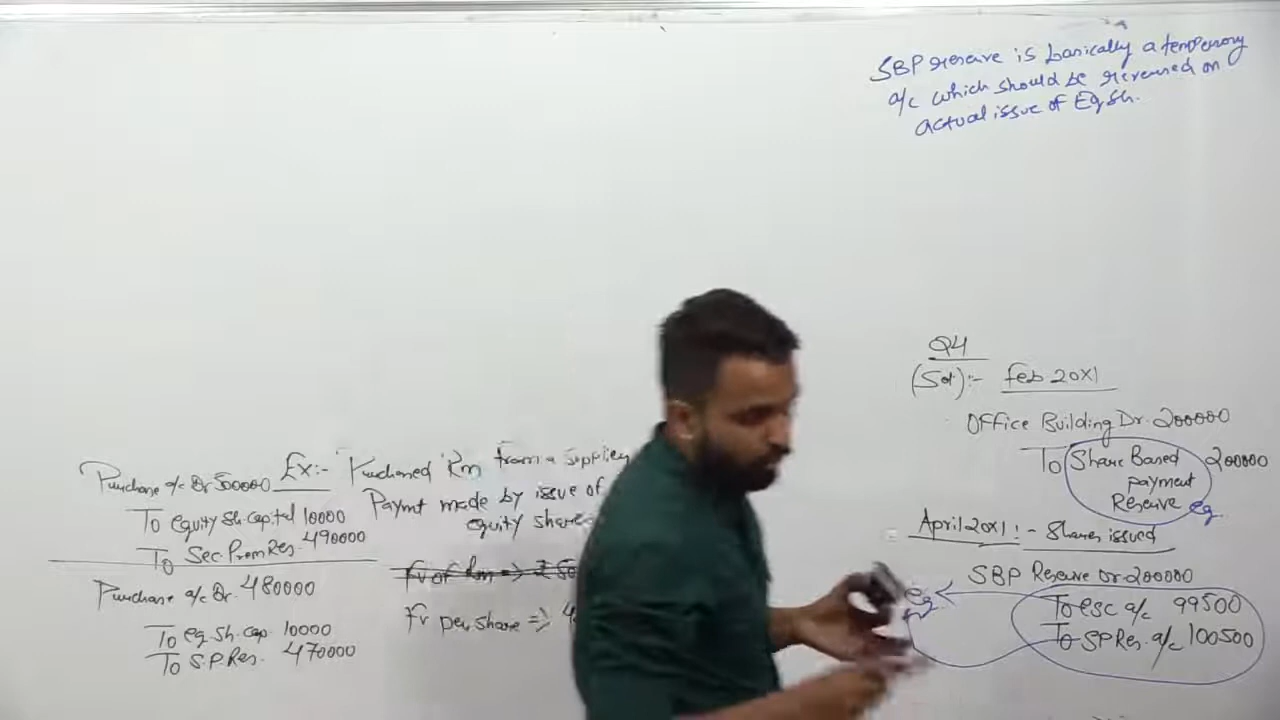 SBP reserve is basically a temporary
a/c which should be reversed on
actual issue of Eq Sh.
Purchase a/c Dr 500000
To equity Sh. capital 10000
To Sec. Prem Res. 490000
Purchase a/c Dr. 480000
To eq. Sh. Cap. 10000
To S.P. Res. 470000
Ex:- Purchased Rm from a supplier
Paymt made by issue of
equity share
FV of Rm => ₹
FV per share =>
Q4
(Sol):- Feb 20X1
Office Building Dr. 200000
To Share Based 200000
payment
Reserve eq.
April 20X1:- Shares issued
SBP Reserve Dr. 200000
eq
To esc a/c 99500
To SP Res. a/c 100500